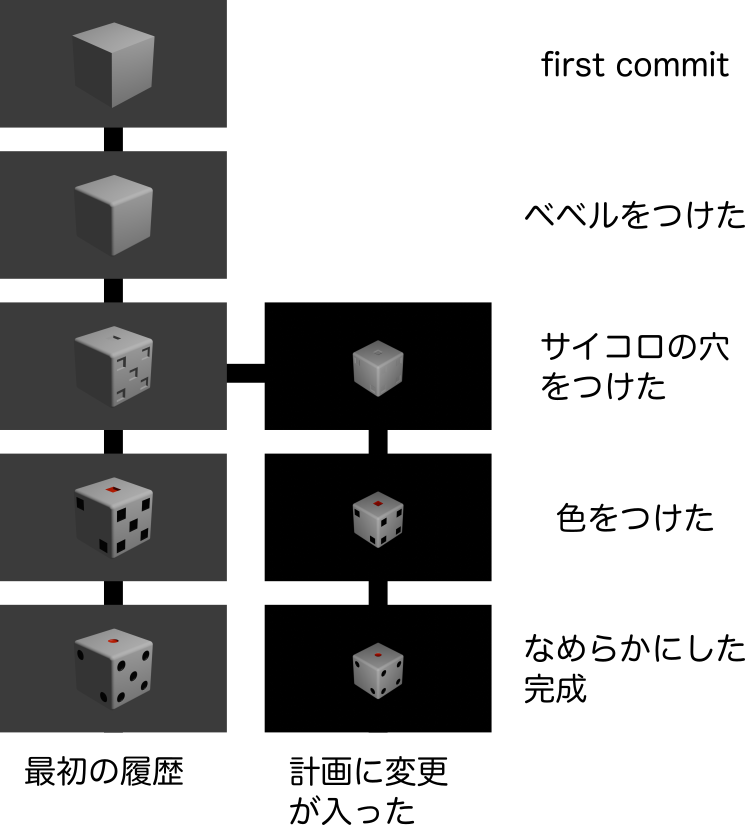 first commit
ベベルをつけた
サイコロの穴
をつけた
色をつけた
なめらかにした
完成
最初の履歴
計画に変更
が入った